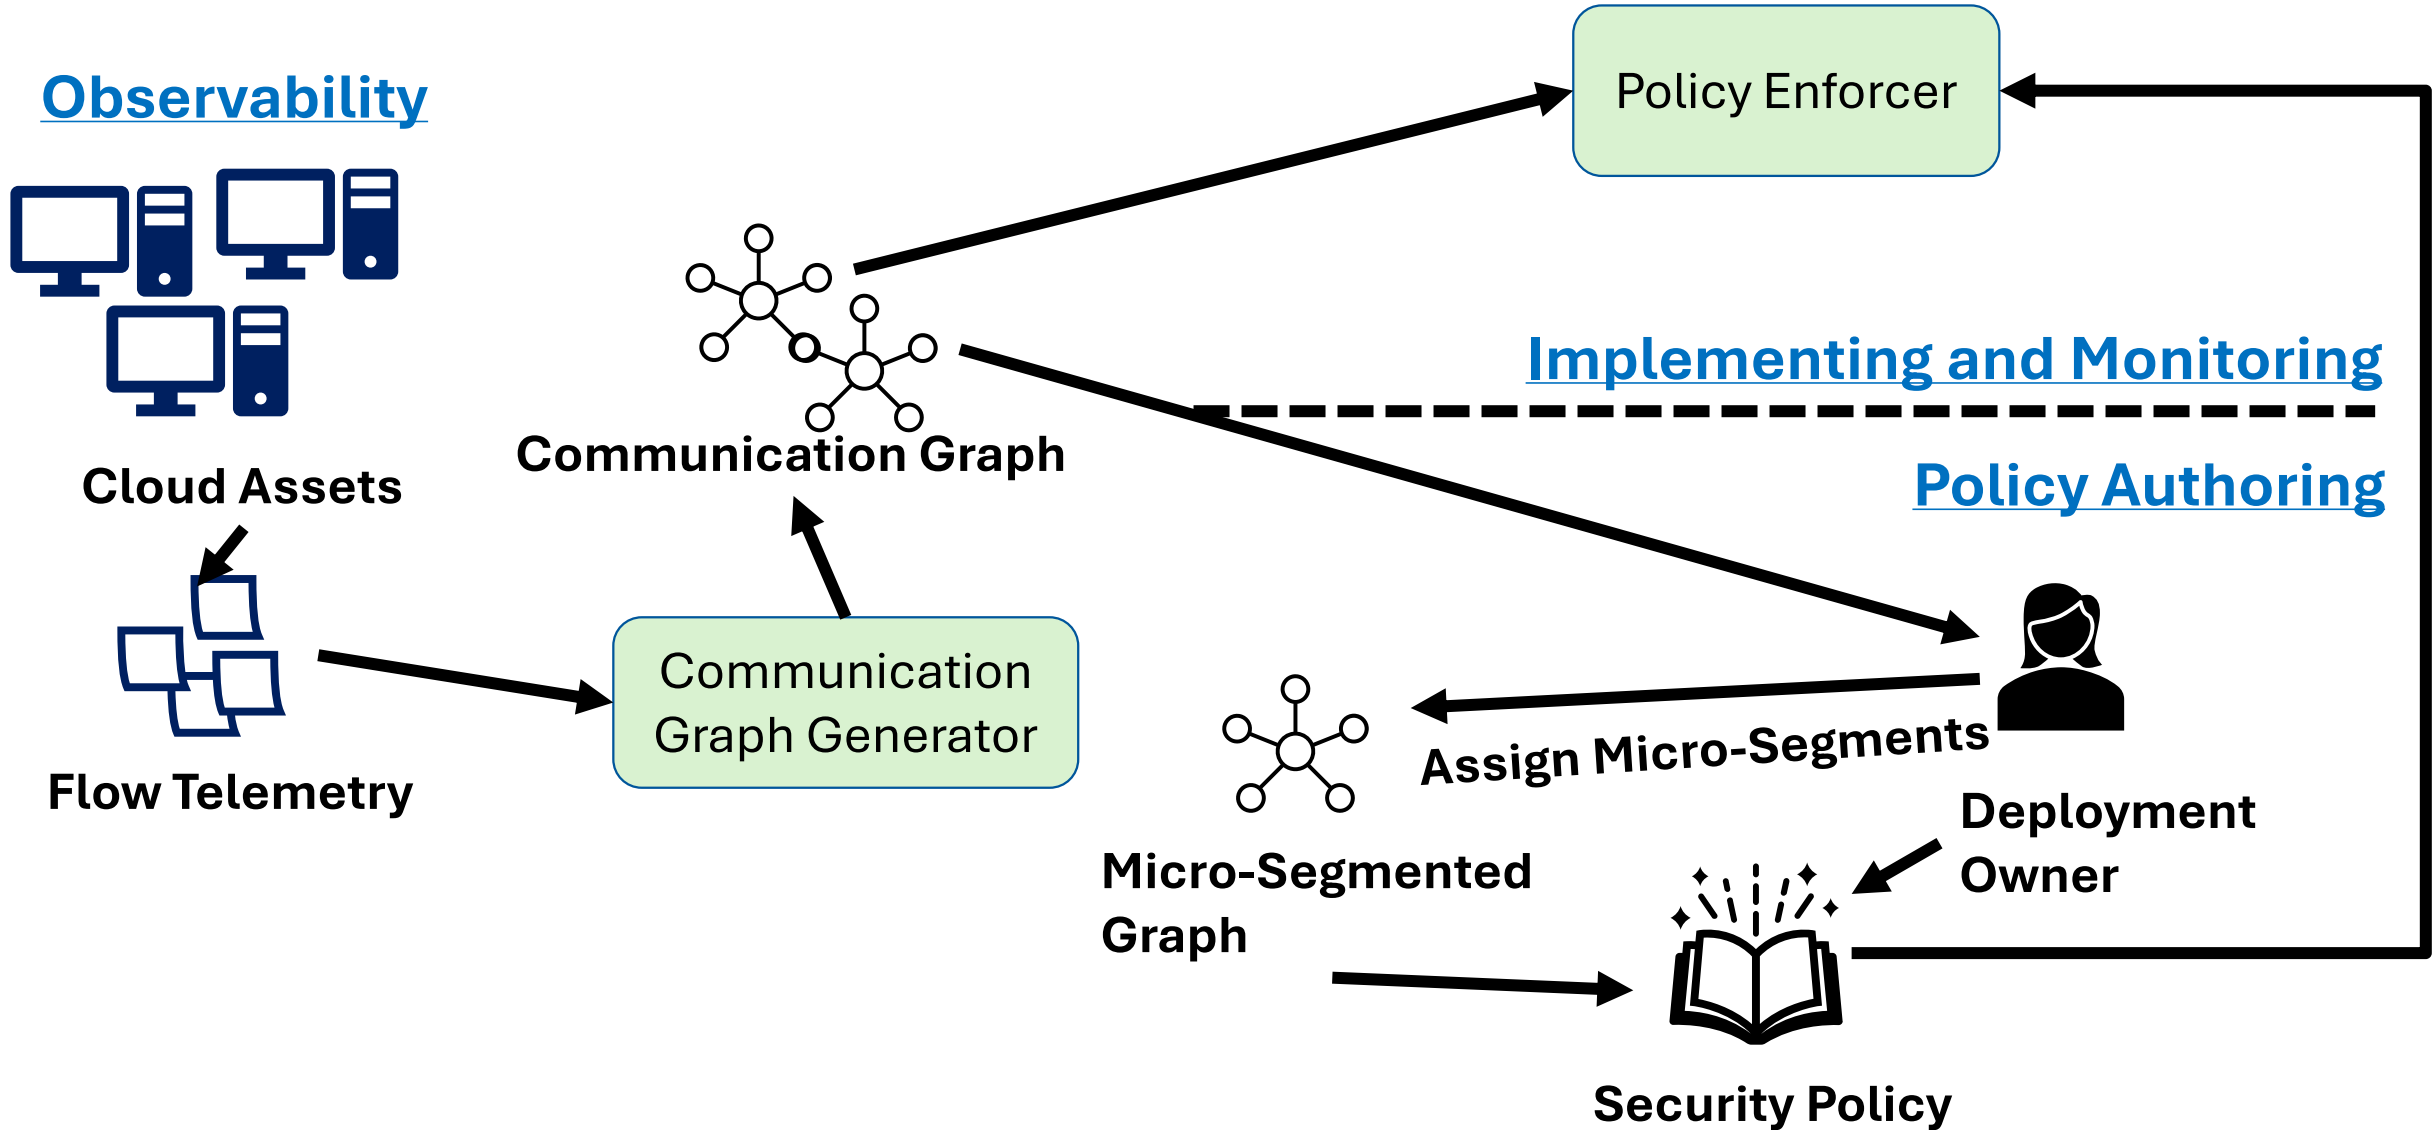 Observability
Cloud Assets
Flow Telemetry
Communication Graph
Communication
Graph Generator
Policy Enforcer
Implementing and Monitoring
Policy Authoring
Assign Micro-Segments
Deployment
Owner
Micro-Segmented
Graph
Security Policy